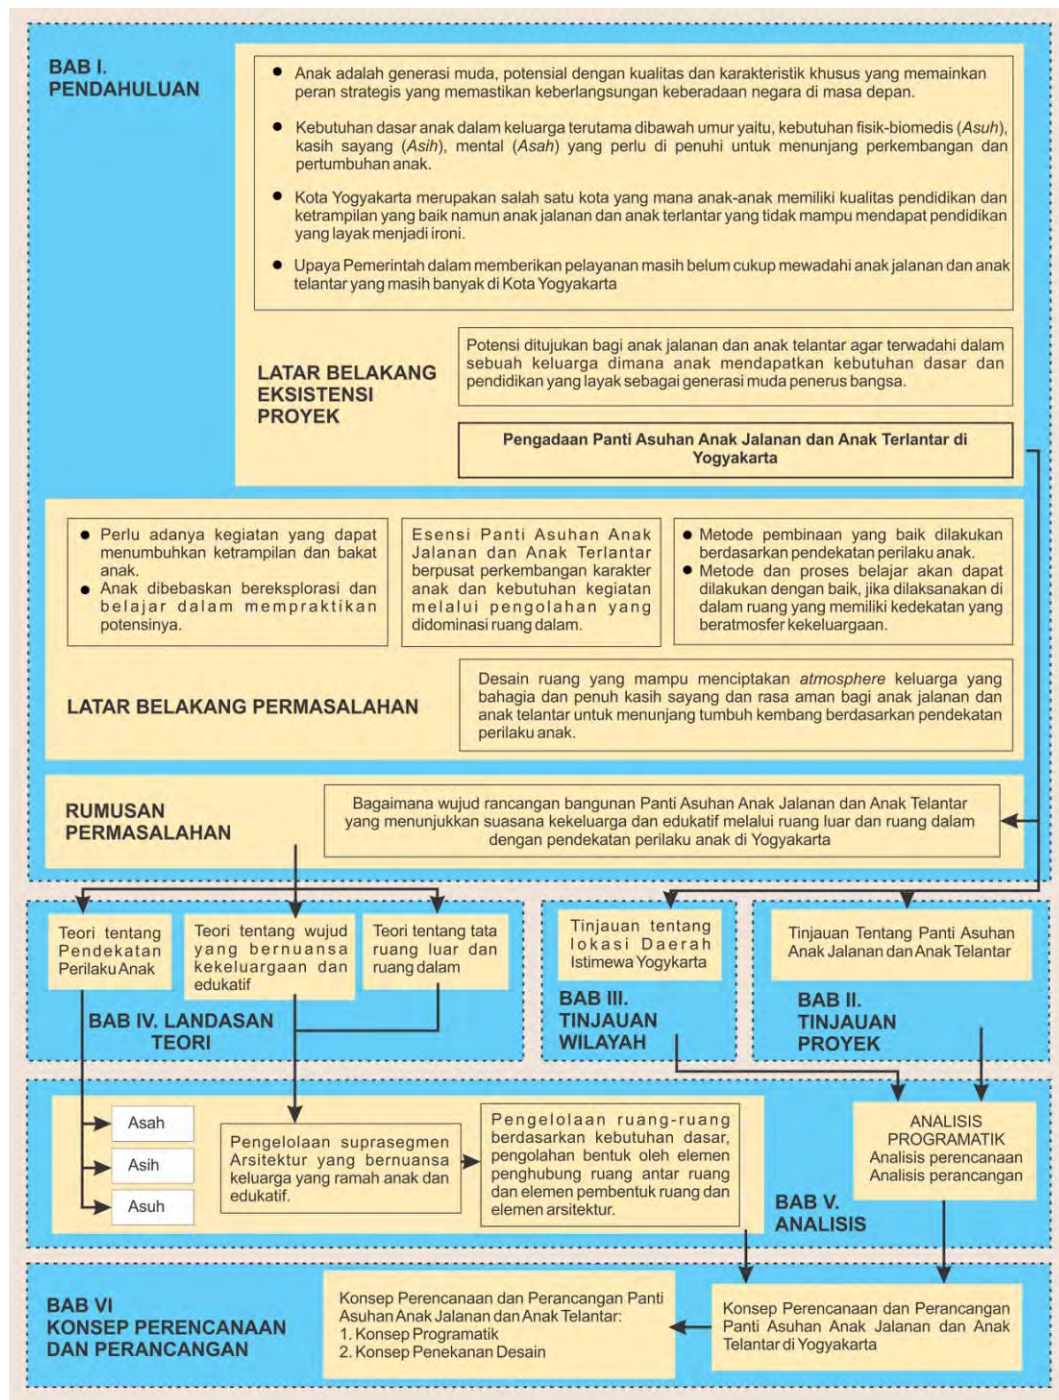 BAB I.
PENDAHULUAN
● Anak adalah generasi muda, potensial dengan kualitas dan karakteristik khusus yang memainkan
peran strategis yang memastikan keberlangsungan keberadaan negara di masa depan.
● Kebutuhan dasar anak dalam keluarga terutama dibawah umur yaitu, kebutuhan fisik-biomedis (Asuh),
kasih sayang (Asih), mental (Asah) yang perlu di penuhi untuk menunjang perkembangan dan
pertumbuhan anak.
● Kota Yogyakarta merupakan salah satu kota yang mana anak-anak memiliki kualitas pendidikan dan
ketrampilan yang baik namun anak jalanan dan anak terlantar yang tidak mampu mendapat pendidikan
yang layak menjadi ironi.
● Upaya Pemerintah dalam memberikan pelayanan masih belum cukup mewadahi anak jalanan dan anak
telantar yang masih banyak di Kota Yogyakarta
LATAR BELAKANG
EKSISTENSI
PROYEK
Potensi ditujukan bagi anak jalanan dan anak telantar agar terwadahi dalam
sebuah keluarga dimana anak mendapatkan kebutuhan dasar dan
pendidikan yang layak sebagai generasi muda penerus bangsa.
Pengadaan Panti Asuhan Anak Jalanan dan Anak Terlantar di
Yogyakarta
● Perlu adanya kegiatan yang dapat
menumbuhkan ketrampilan dan bakat
anak.
● Anak dibebaskan bereksplorasi dan
belajar dalam mempraktikan
potensinya.
Esensi Panti Asuhan Anak
Jalanan dan Anak Terlantar
berpusat perkembangan karakter
anak dan kebutuhan kegiatan
melalui pengolahan yang
didominasi ruang dalam.
● Metode pembinaan yang baik dilakukan
berdasarkan pendekatan perilaku anak.
● Metode dan proses belajar akan dapat
dilakukan dengan baik, jika dilaksanakan di
dalam ruang yang memiliki kedekatan yang
beratmosfer kekeluargaan.
LATAR BELAKANG PERMASALAHAN
Desain ruang yang mampu menciptakan atmosphere keluarga yang
bahagia dan penuh kasih sayang dan rasa aman bagi anak jalanan dan
anak telantar untuk menunjang tumbuh kembang berdasarkan pendekatan
perilaku anak.
RUMUSAN
PERMASALAHAN
Bagaimana wujud rancangan bangunan Panti Asuhan Anak Jalanan dan Anak Telantar
yang menunjukkan suasana kekeluarga dan edukatif melalui ruang luar dan ruang dalam
dengan pendekatan perilaku anak di Yogyakarta
Teori tentang
Pendekatan
Perilaku Anak
Teori tentang wujud
yang bernuansa
kekeluargaan dan
edukatif
Teori tentang tata
ruang luar dan
ruang dalam
BAB IV. LANDASAN
TEORI
Tinjauan tentang
lokasi Daerah
Istimewa Yogykarta
BAB III.
TINJAUAN
WILAYAH
Tinjauan Tentang Panti Asuhan
Anak Jalanan dan Anak Telantar
BAB II.
TINJAUAN
PROYEK
Asah
Asih
Asuh
Pengelolaan suprasegmen
Arsitektur yang bernuansa
keluarga yang ramah anak dan
edukatif.
Pengelolaan ruang-ruang
berdasarkan kebutuhan dasar,
pengolahan bentuk oleh elemen
penghubung ruang antar ruang
dan elemen pembentuk ruang dan
elemen arsitektur.
ANALISIS
PROGRAMATIK
Analisis perencanaan
Analisis perancangan
BAB V.
ANALISIS
BAB VI
KONSEP PERENCANAAN
DAN PERANCANGAN
Konsep Perencanaan dan Perancangan Panti
Asuhan Anak Jalanan dan Anak Telantar:
1. Konsep Programatik
2. Konsep Penekanan Desain
Konsep Perencanaan dan Perancangan
Panti Asuhan Anak Jalanan dan Anak
Telantar di Yogyakarta